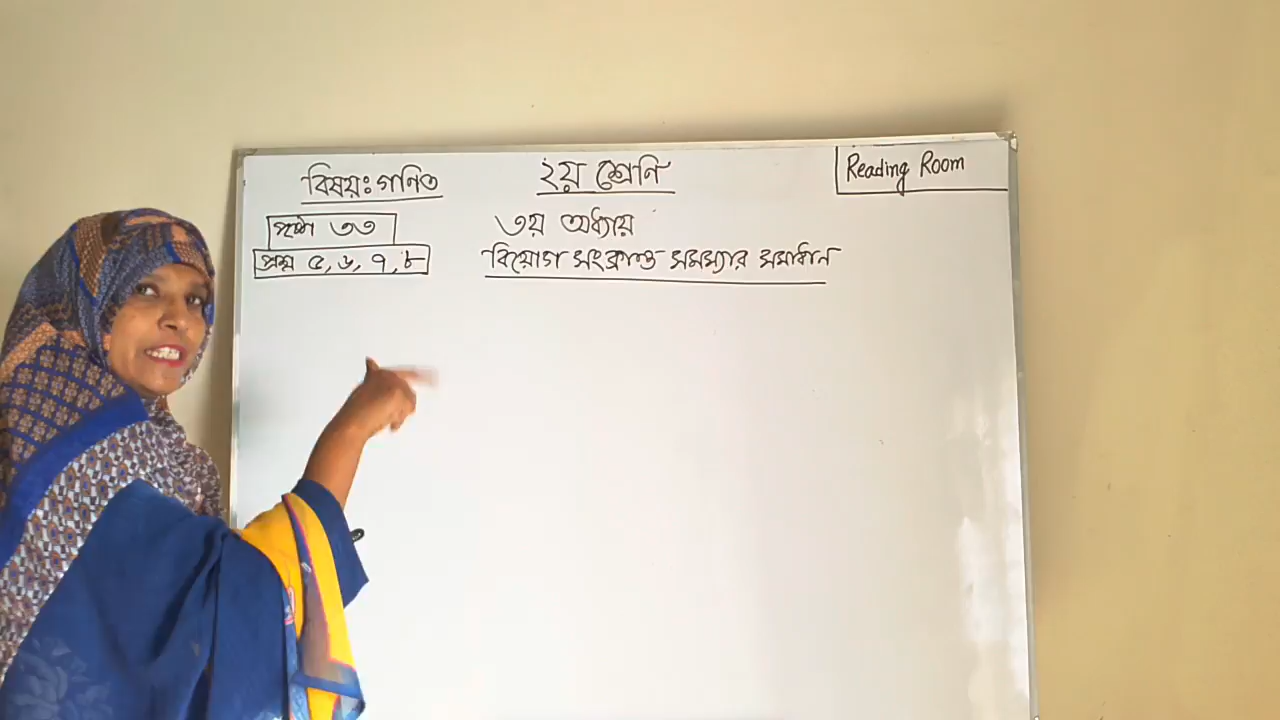 বিষয়ঃ গনিত
২য় শ্রেনি
Reading Room
পৃষ্ঠা ৩৩
৩য় অধ্যায়
প্রশ্ন ৫, ৬, ৭, ৮
বিয়োগ সংক্রান্ত সমস্যার সমাধান